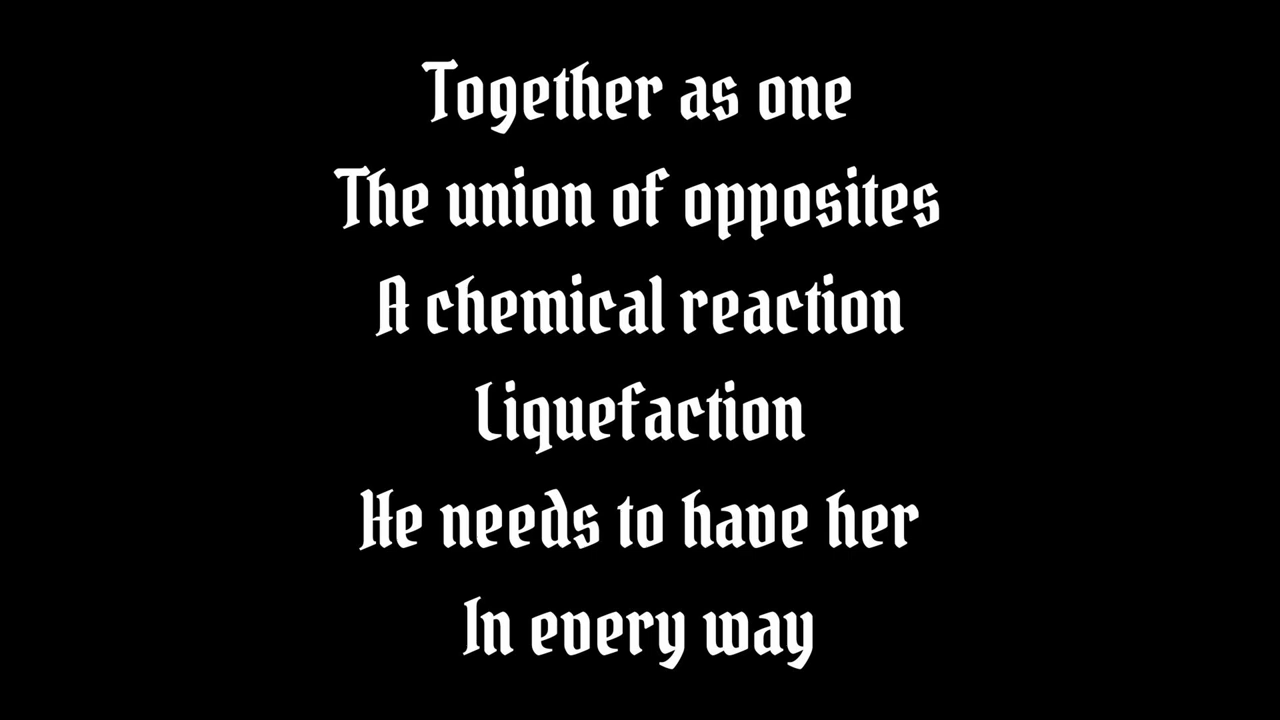 Together as one
The union of opposites
A chemical reaction
Liquefaction
He needs to have her
In every way